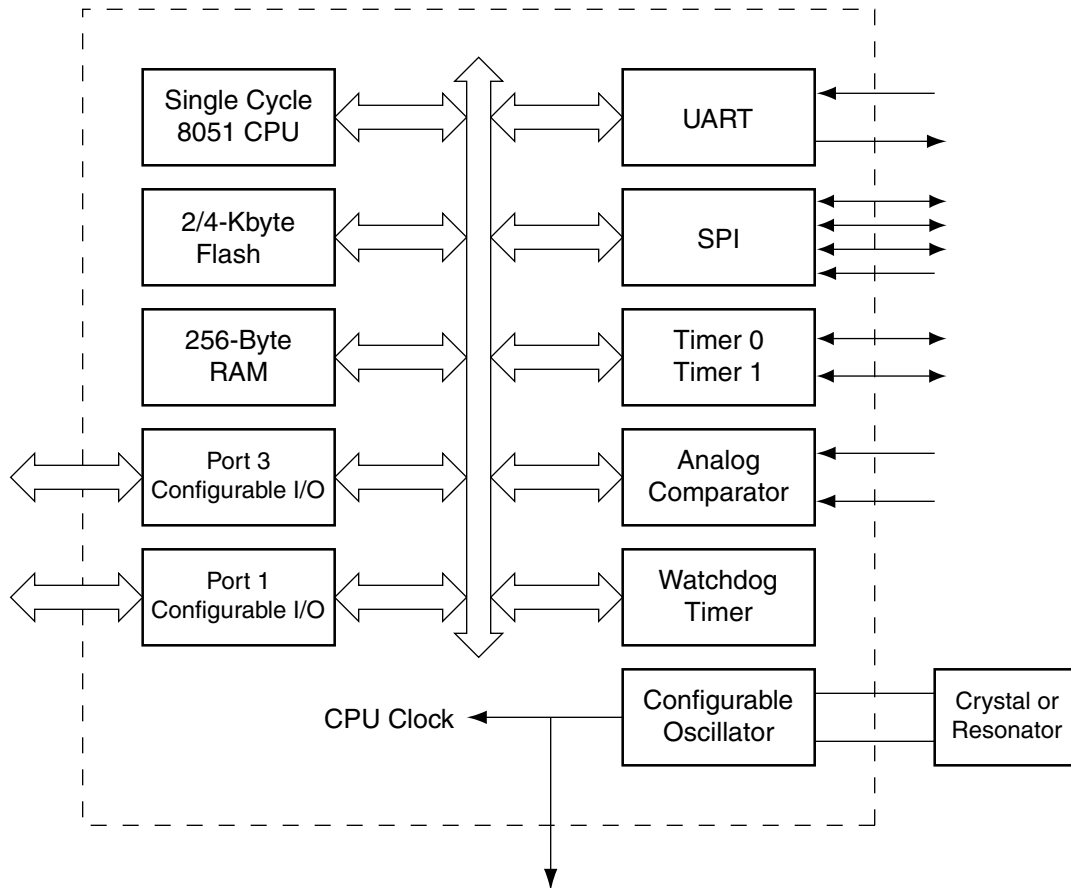 Single Cycle
8051 CPU
UART
2/4-Kbyte
Flash
SPI
256-Byte
RAM
Timer 0
Timer 1
Port 3
Configurable I/O
Analog
Comparator
Port 1
Configurable I/O
Watchdog
Timer
CPU Clock
Configurable
Oscillator
Crystal or
Resonator